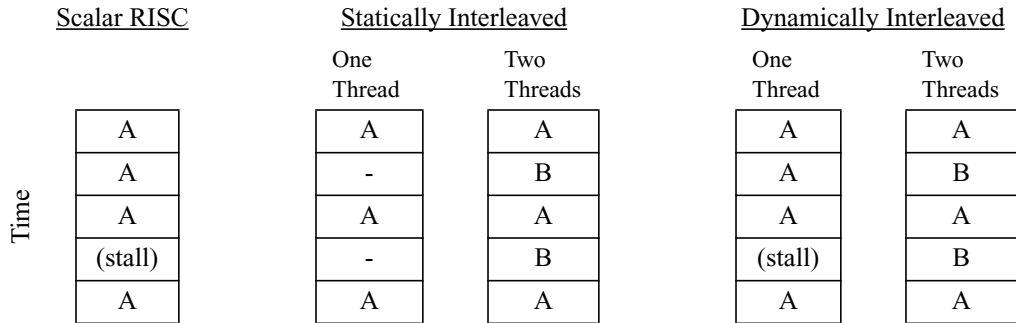 Scalar RISC Statically Interleaved Dynamically Interleaved
One Two One Two
Thread Threads Thread Threads
A A A A A
A - B A B
Time A A A A A
(stall) - B (stall) B
A A A A A